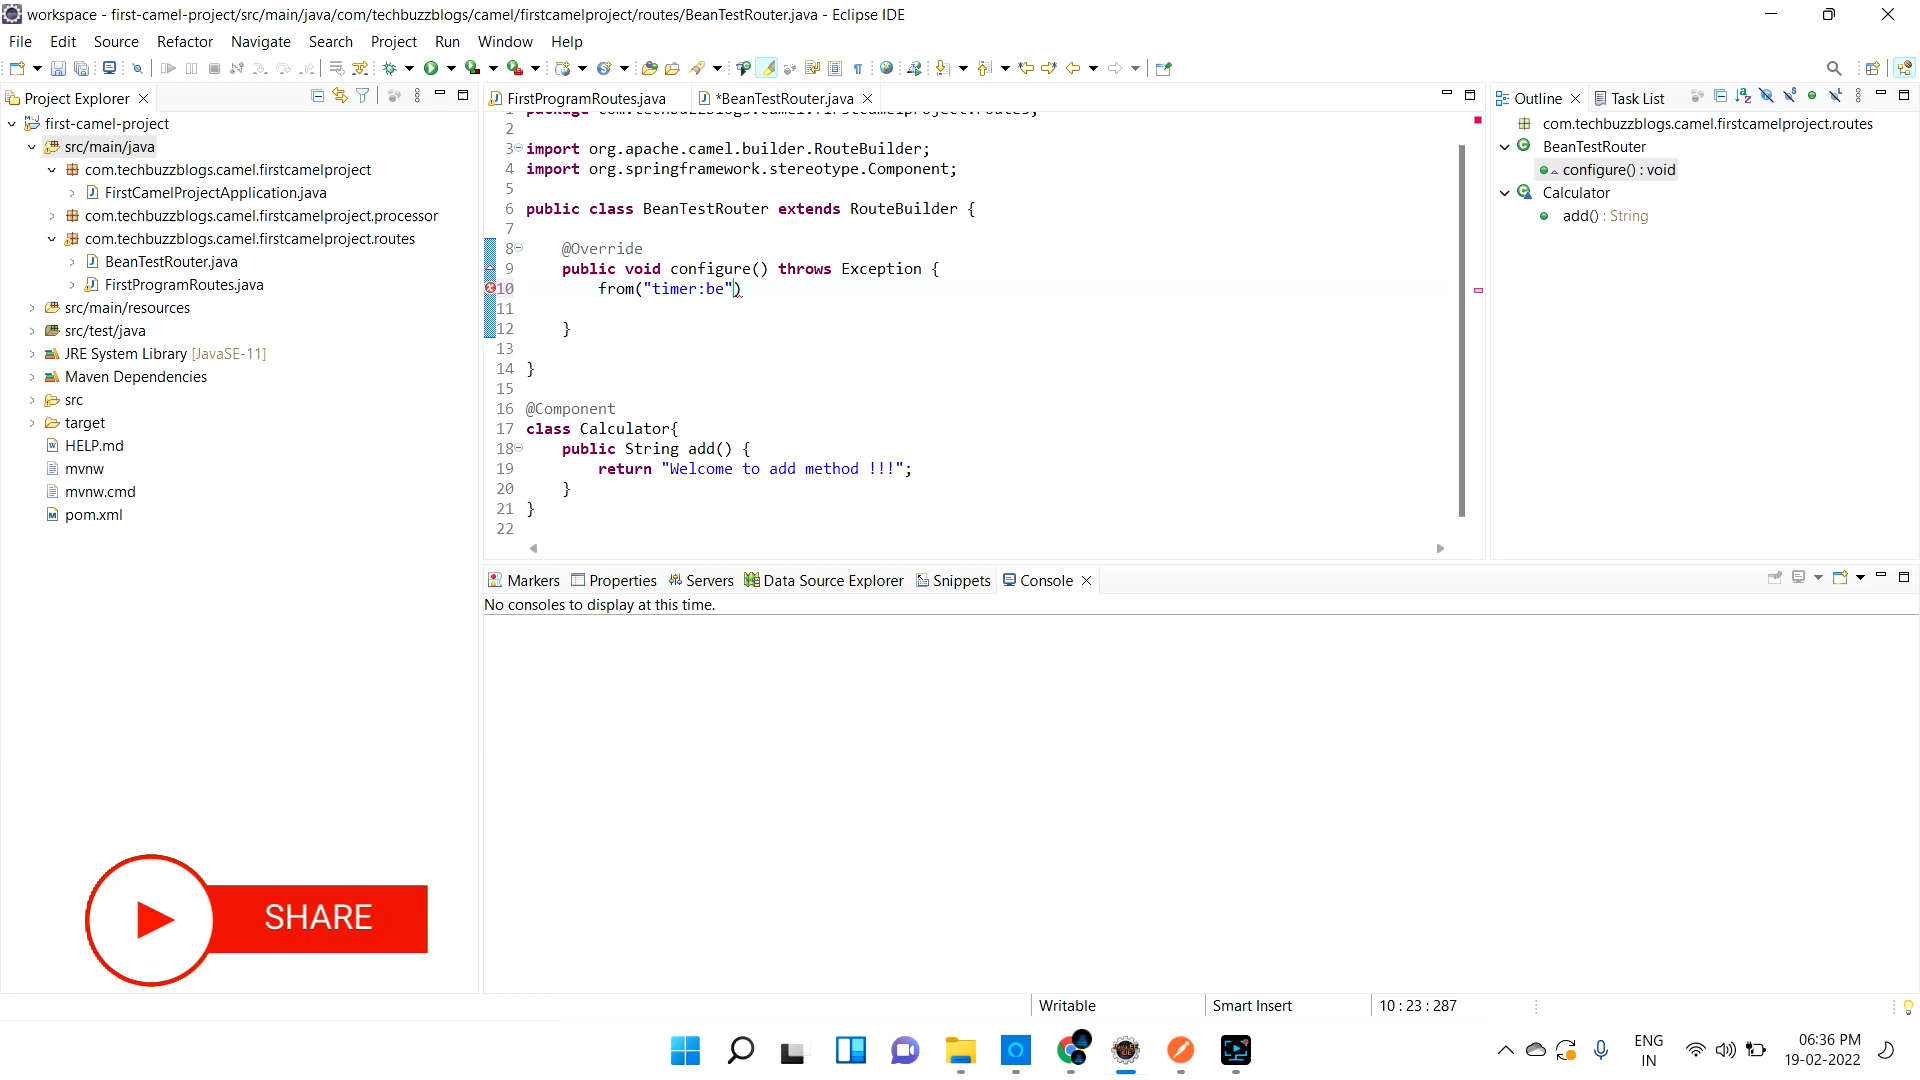 workspace - first-camel-project/src/main/java/com/techbuzzblogs/camel/firstcamelproject/routes/BeanTestRouter.java - Eclipse IDE
File Edit Source Refactor Navigate Search Project Run Window Help
Project Explorer
first-camel-project
src/main/java
com.techbuzzblogs.camel.firstcamelproject
FirstCamelProjectApplication.java
com.techbuzzblogs.camel.firstcamelproject.processor
com.techbuzzblogs.camel.firstcamelproject.routes
BeanTestRouter.java
FirstProgramRoutes.java
src/main/resources
src/test/java
JRE System Library [JavaSE-11]
Maven Dependencies
src
target
HELP.md
mvnw
mvnw.cmd
pom.xml
SHARE
FirstProgramRoutes.java *BeanTestRouter.java
1 package com.techbuzzblogs.camel.firstcamelproject.routes;
2
3 import org.apache.camel.builder.RouteBuilder;
4 import org.springframework.stereotype.Component;
5
6 public class BeanTestRouter extends RouteBuilder {
7
8 @Override
9 public void configure() throws Exception {
10 from("timer:be")
11
12 }
13
14 }
15
16 @Component
17 class Calculator{
18 public String add() {
19 return "Welcome to add method !!!";
20 }
21 }
22
Outline Task List
com.techbuzzblogs.camel.firstcamelproject.routes
BeanTestRouter
configure() : void
Calculator
add() : String
Markers Properties Servers Data Source Explorer Snippets Console
No consoles to display at this time.
Writable Smart Insert 10 : 23 : 287
ENG
IN
06:36 PM
19-02-2022